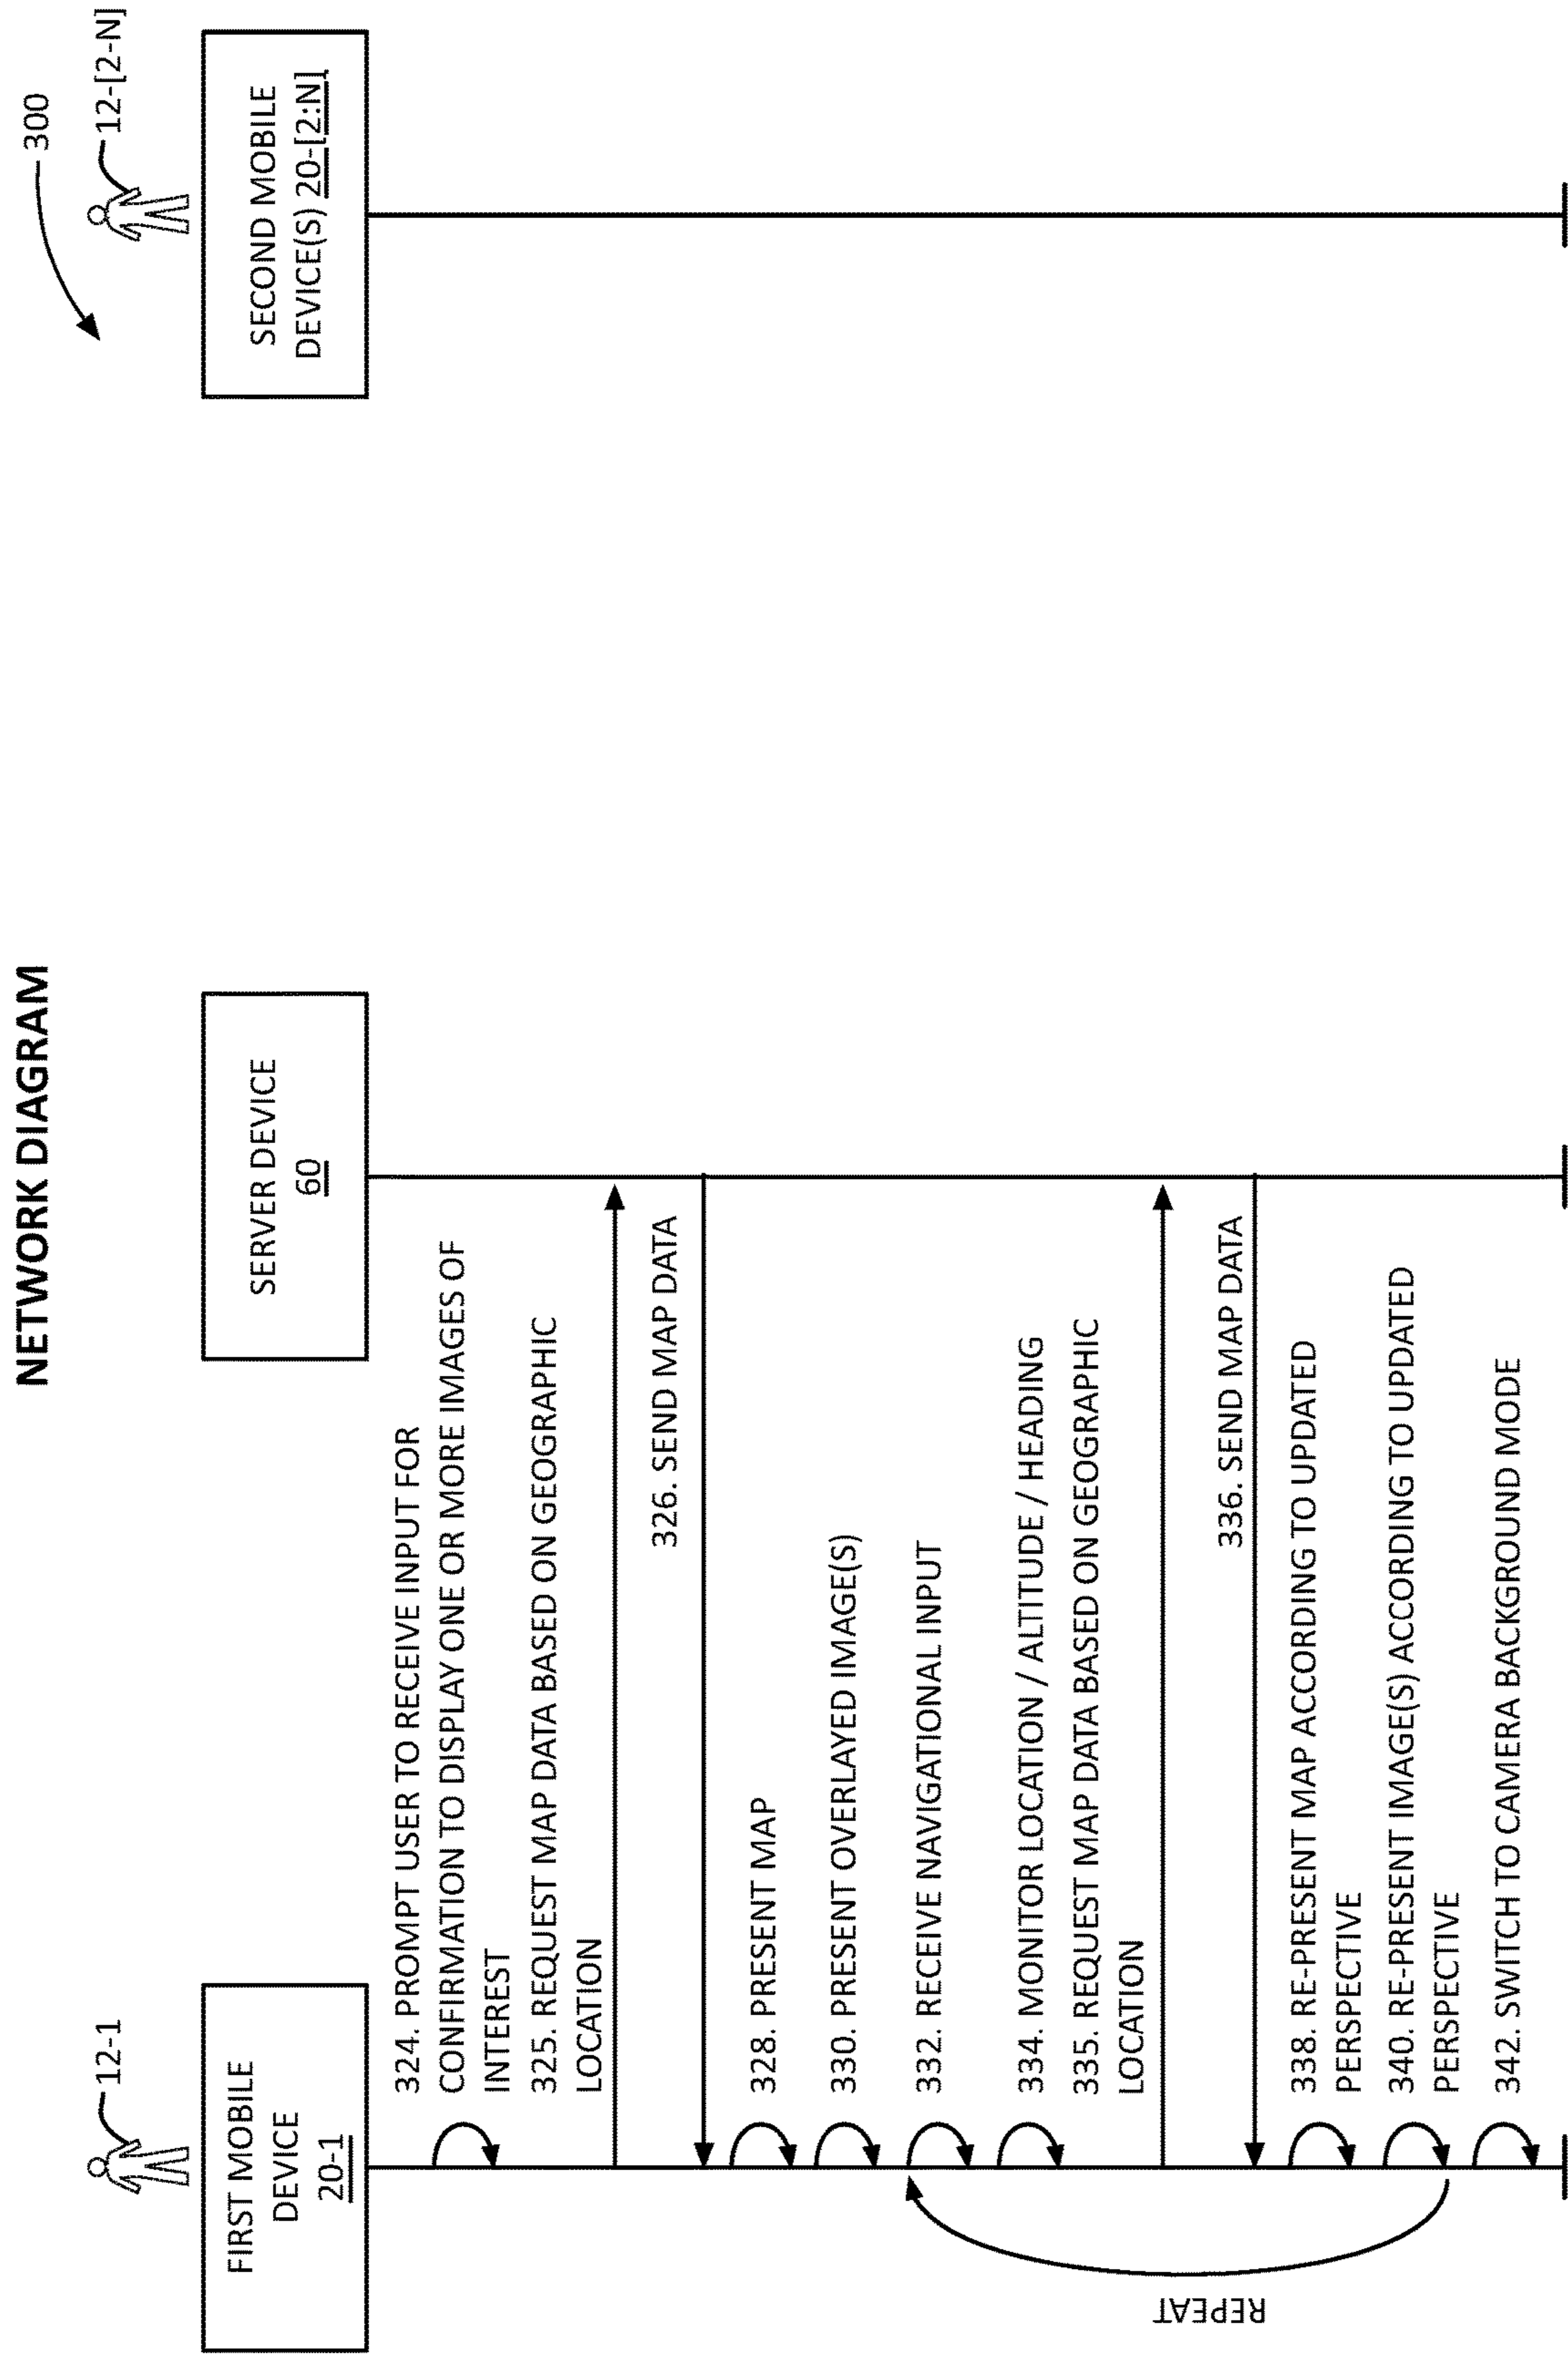 NETWORK DIAGRAM
300
12-1
12-[2-N]
FIRST MOBILE
DEVICE
20-1
SERVER DEVICE
60
SECOND MOBILE
DEVICE(S) 20-[2:N]
324. PROMPT USER TO RECEIVE INPUT FOR
CONFIRMATION TO DISPLAY ONE OR MORE IMAGES OF
INTEREST
325. REQUEST MAP DATA BASED ON GEOGRAPHIC
LOCATION
326. SEND MAP DATA
328. PRESENT MAP
330. PRESENT OVERLAYED IMAGE(S)
332. RECEIVE NAVIGATIONAL INPUT
334. MONITOR LOCATION / ALTITUDE / HEADING
335. REQUEST MAP DATA BASED ON GEOGRAPHIC
LOCATION
REPEAT
336. SEND MAP DATA
338. RE-PRESENT MAP ACCORDING TO UPDATED
PERSPECTIVE
340. RE-PRESENT IMAGE(S) ACCORDING TO UPDATED
PERSPECTIVE
342. SWITCH TO CAMERA BACKGROUND MODE